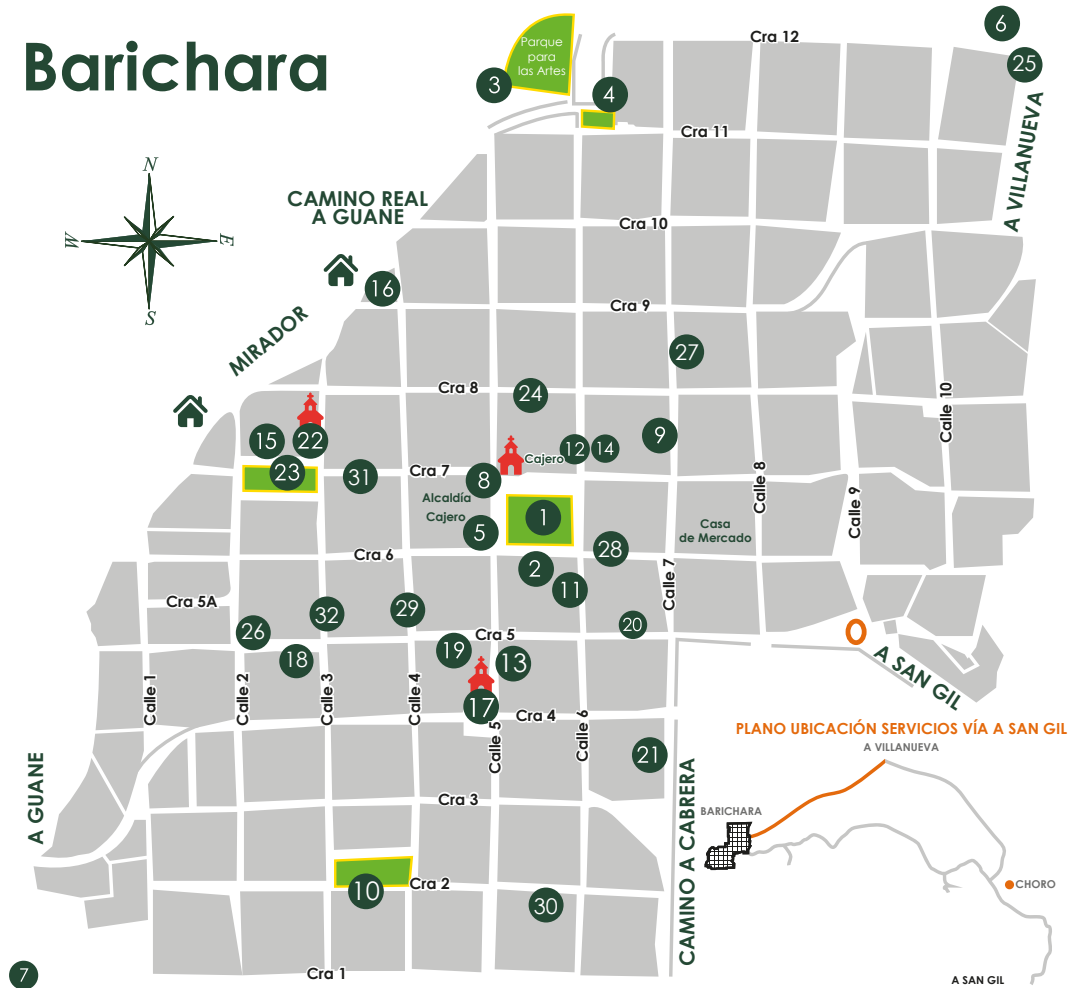 Barichara
Cra 12
6
25
Parque
para
las Artes
3
4
Cra 11
A VILLANUEVA
N
W
E
S
CAMINO REAL
A GUANE
Cra 10
16
Cra 9
MIRADOR
27
Cra 8
24
Calle 10
15
22
12
14
9
Cajero
23
31
Cra 7
8
Alcaldía
Cajero
1
5
Calle 8
Calle 9
Casa
de Mercado
28
Cra 6
2
11
Calle 7
Cra 5A
29
32
20
26
Cra 5
19
13
18
A SAN GIL
Calle 1
Calle 2
Calle 3
Calle 4
17
Calle 5
Cra 4
Calle 6
21
PLANO UBICACIÓN SERVICIOS VÍA A SAN GIL
A VILLANUEVA
A GUANE
Cra 3
BARICHARA
CAMINO A CABRERA
Cra 2
10
30
CHORO
7
Cra 1
A SAN GIL